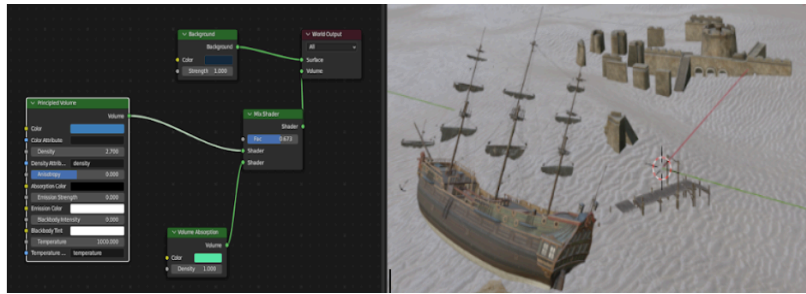 Background
Background
Color
Strength 1.000
World Output
All
Surface
Volume
Principled Volume
Volume
Color
Color Attribute
Density 2.700
Density Attrib... density
Anisotropy 0.000
Absorption Color
Emission Strength 0.000
Emission Color
Blackbody Intensity 0.000
Blackbody Tint
Temperature 1000.000
Temperature ... temperature
Mix Shader
Shader
Fac 0.673
Shader
Shader
Volume Absorption
Volume
Color
Density 1.000